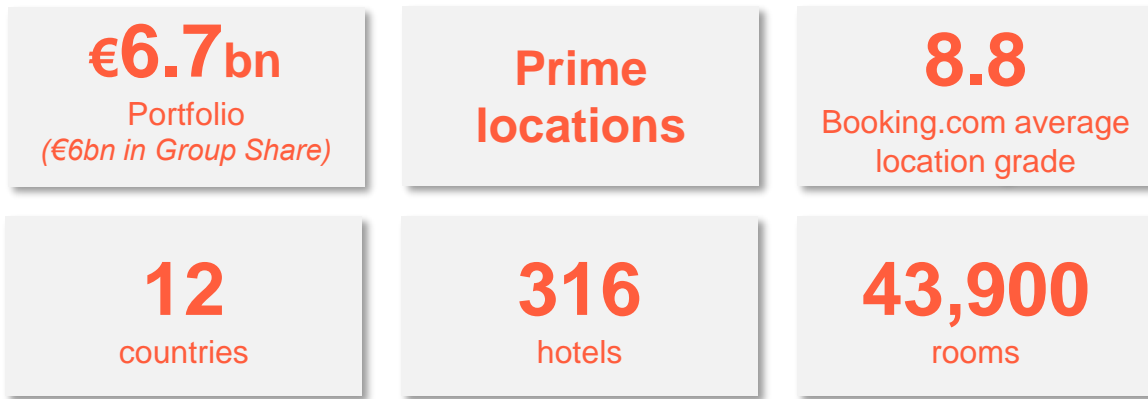 €6.7bn
Portfolio
(€6bn in Group Share)
Prime
locations
8.8
Booking.com average
location grade
12
countries
316
hotels
43,900
rooms